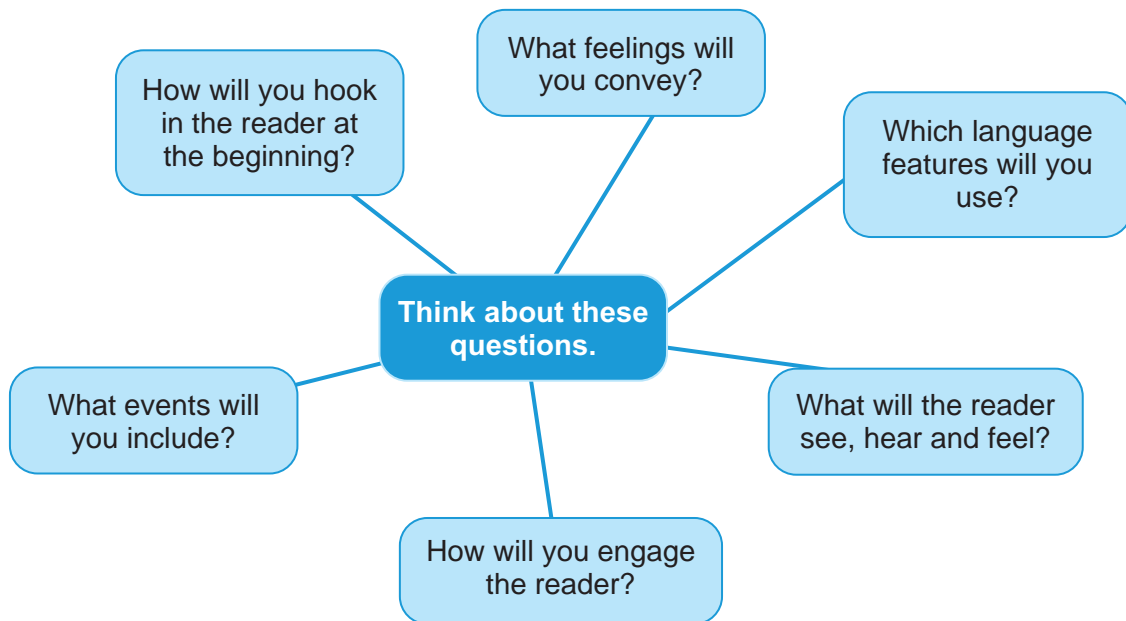 What feelings will
you convey?
How will you hook
in the reader at
the beginning?
Which language
features will you
use?
Think about these
questions.
What events will
you include?
What will the reader
see, hear and feel?
How will you engage
the reader?